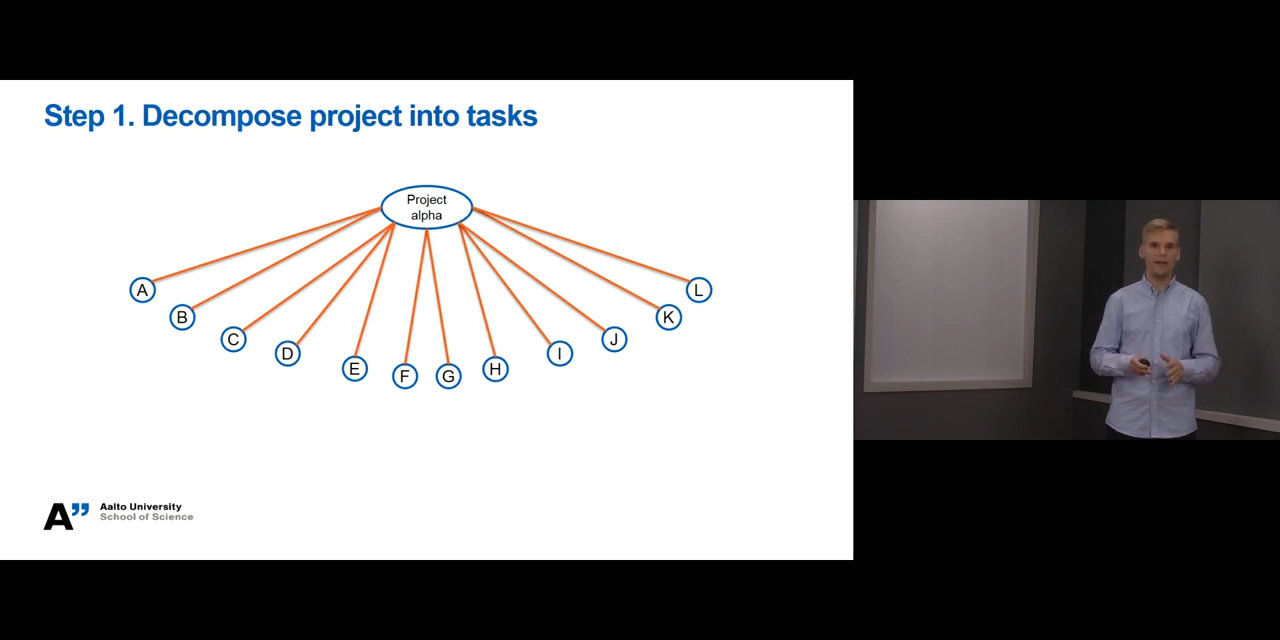 Step 1. Decompose project into tasks
Project
alpha
A
B
C
D
E
F
G
H
I
J
K
L
A”
Aalto University
School of Science